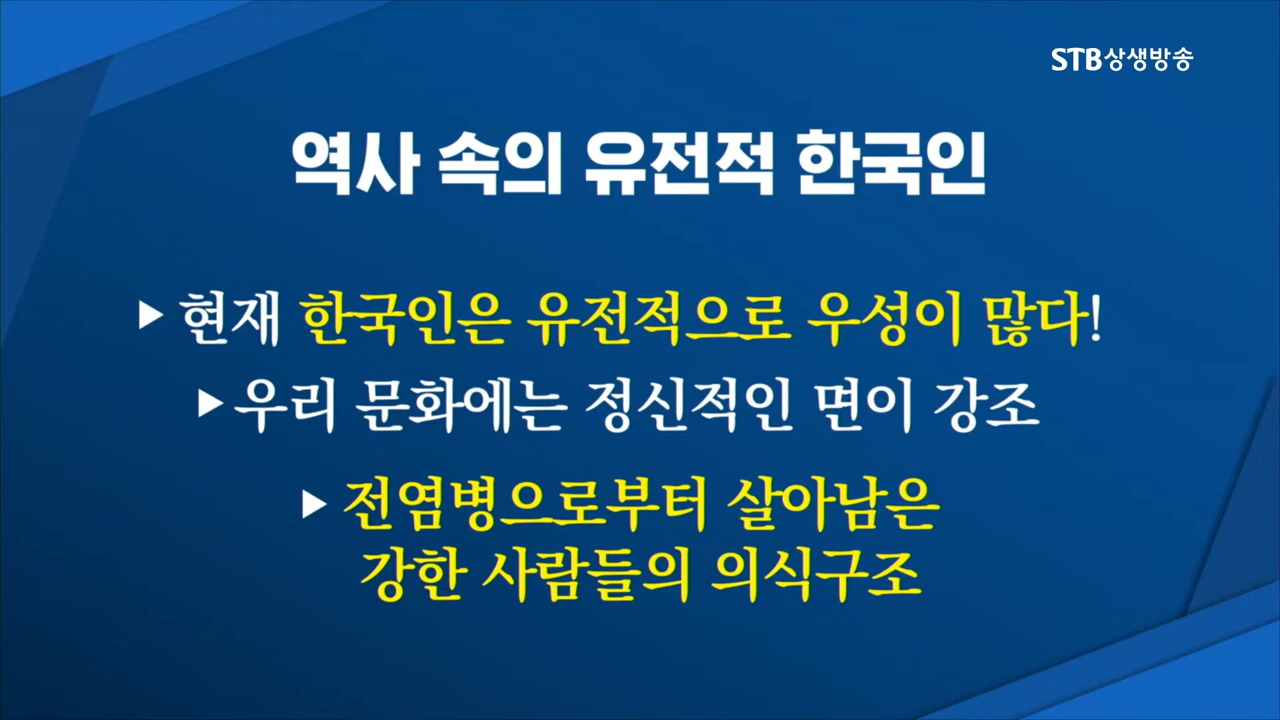 STB상생방송
역사 속의 유전적 한국인
▶ 현재 한국인은 유전적으로 우성이 많다!
▶ 우리 문화에는 정신적인 면이 강조
▶ 전염병으로부터 살아남은
강한 사람들의 의식구조